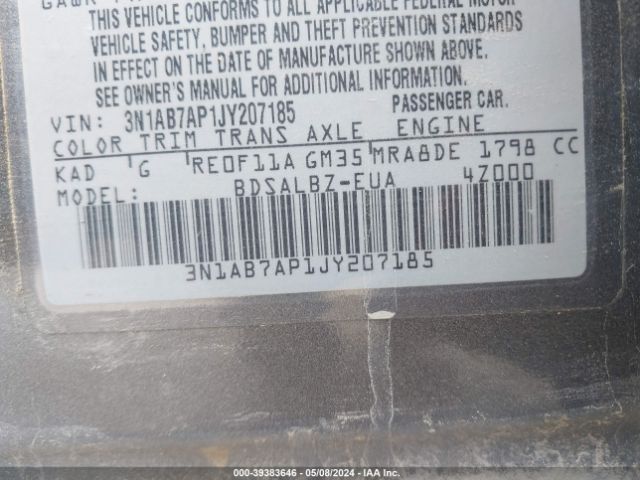 THIS VEHICLE CONFORMS TO ALL APPLICABLE FEDERAL MOTOR
VEHICLE SAFETY, BUMPER AND THEFT PREVENTION STANDARDS
IN EFFECT ON THE DATE OF MANUFACTURE SHOWN ABOVE.
SEE OWNER'S MANUAL FOR ADDITIONAL INFORMATION.
VIN: 3N1AB7AP1JY207185 PASSENGER CAR.
COLOR TRIM TRANS AXLE ENGINE
KAD G RE0F11A GM35 MRA8DE 1798 CC
MODEL: BDSALBZ-EUA 4Z000
3N1AB7AP1JY207185
000-39383646 - 05/08/2024 - IAA Inc.